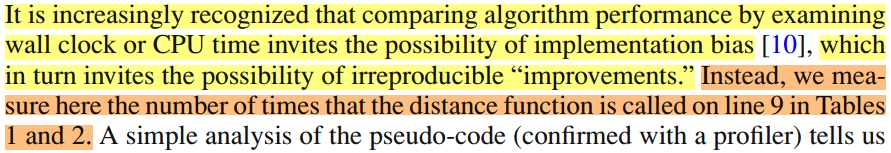 It is increasingly recognized that comparing algorithm performance by examining
wall clock or CPU time invites the possibility of implementation bias [10], which
in turn invites the possibility of irreproducible “improvements.” Instead, we mea-
sure here the number of times that the distance function is called on line 9 in Tables
1 and 2. A simple analysis of the pseudo-code (confirmed with a profiler) tells us